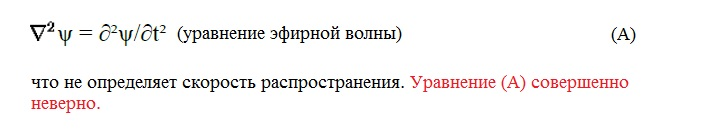 ∇²ψ = ∂²ψ/∂t² (уравнение эфирной волны) (A)
что не определяет скорость распространения. Уравнение (A) совершенно
неверно.